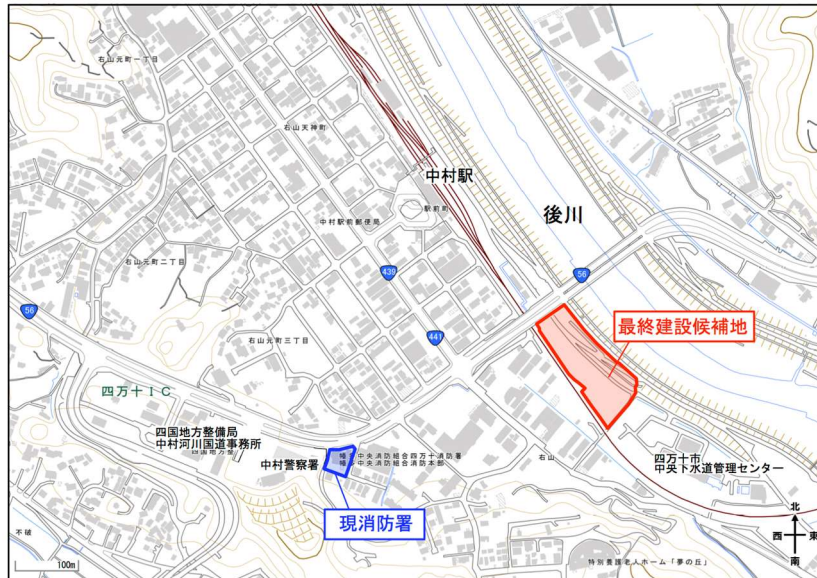 右山元町一丁目
右山天神町
中村駅
駅前町
中村駅前郵便局
後川
右山元町二丁目
439
56
56
441
最終建設候補地
右山元町三丁目
四万十IC
四国地方整備局
中村河川国道事務所
四国地方整
中村警察署
中央消防組合四万十消防署
中央消防組合消防本部
右山
四万十市
中央下水道管理センター
現消防署
不破
特別養護老人ホーム「夢の丘」
北
西
東
南
100m